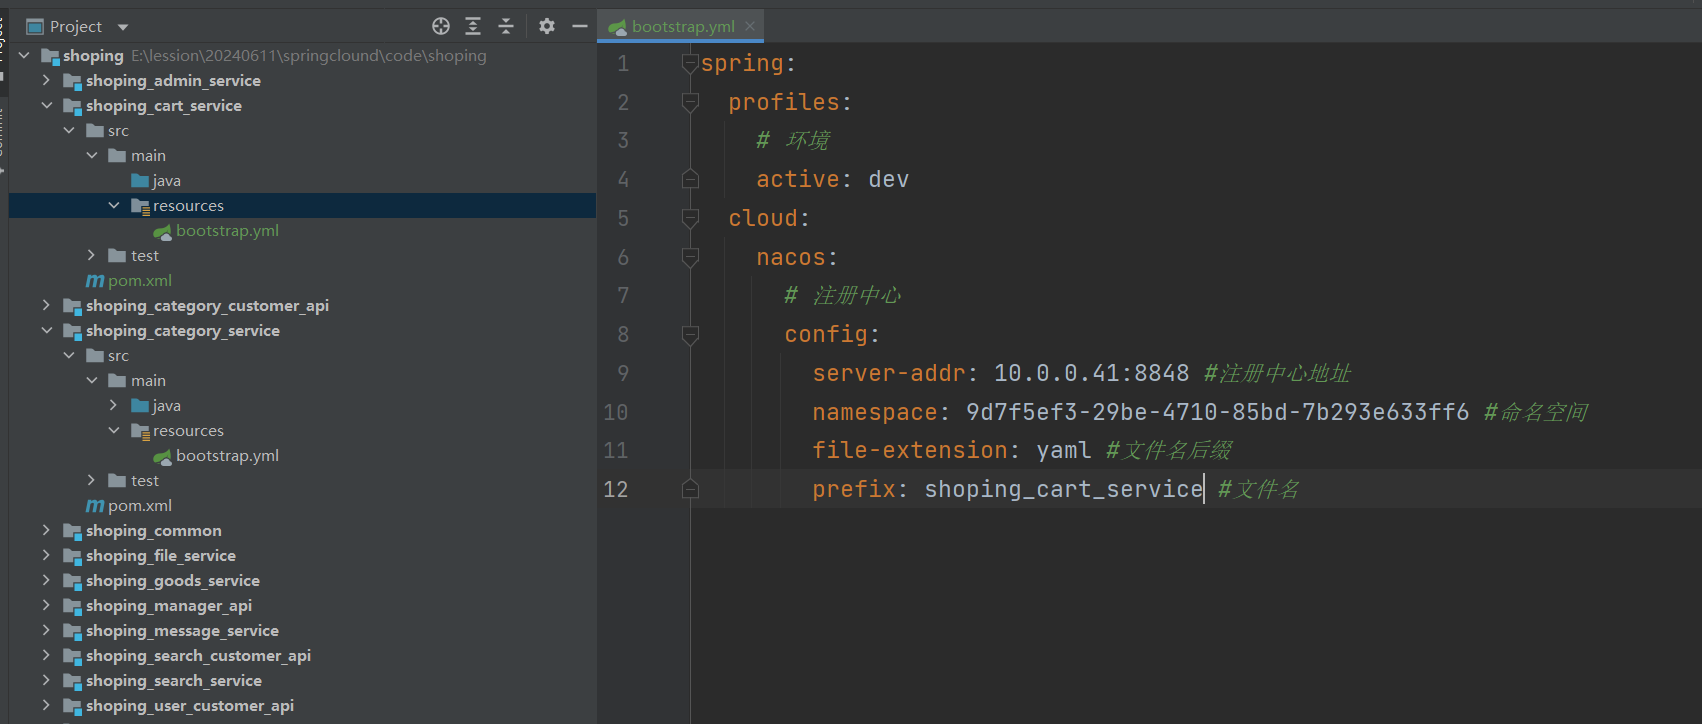 Project
bootstrap.yml
shoping E:\lession\20240611\springclound\code\shoping
shoping_admin_service
shoping_cart_service
src
main
java
resources
bootstrap.yml
test
pom.xml
shoping_category_customer_api
shoping_category_service
src
main
java
resources
bootstrap.yml
test
pom.xml
shoping_common
shoping_file_service
shoping_goods_service
shoping_manager_api
shoping_message_service
shoping_search_customer_api
shoping_search_service
shoping_user_customer_api
1 spring:
2 profiles:
3 # 环境
4 active: dev
5 cloud:
6 nacos:
7 # 注册中心
8 config:
9 server-addr: 10.0.0.41:8848 #注册中心地址
10 namespace: 9d7f5ef3-29be-4710-85bd-7b293e633ff6 #命名空间
11 file-extension: yaml #文件名后缀
12 prefix: shoping_cart_service #文件名